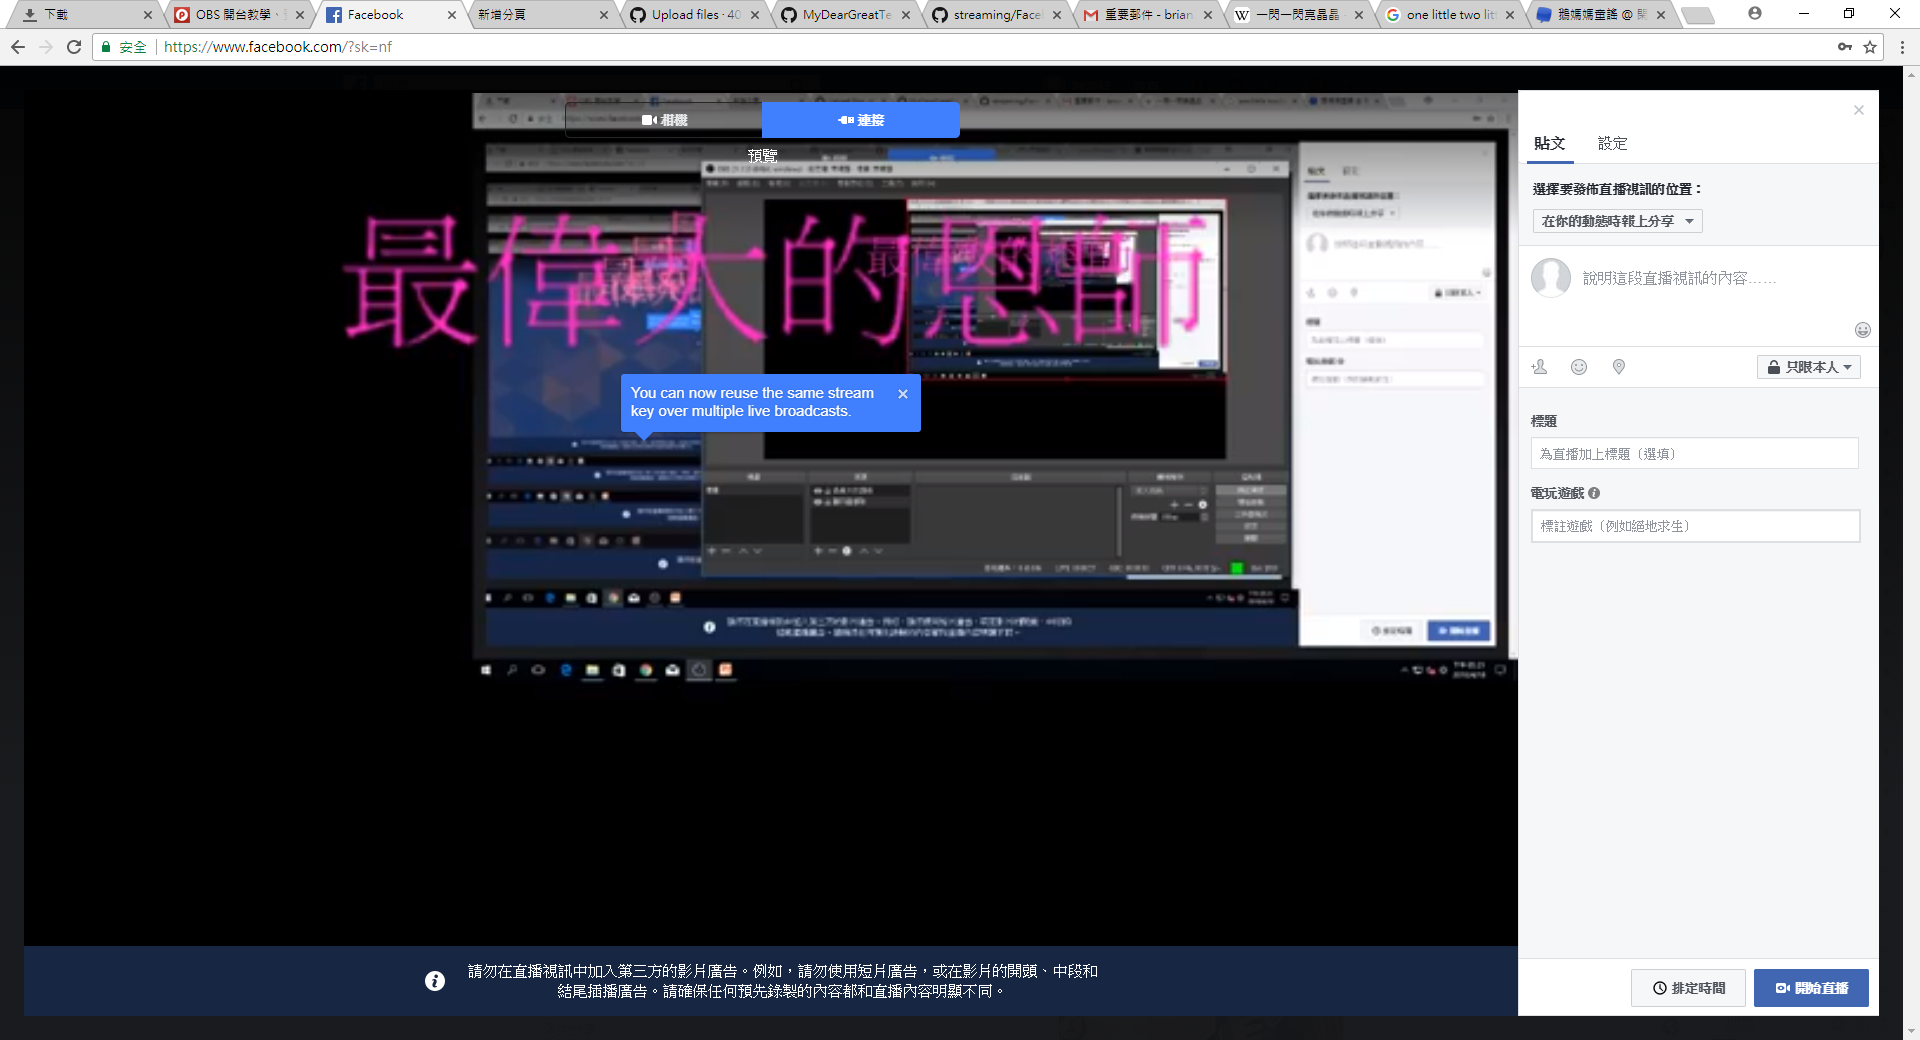 下載
OBS 開台教學、
Facebook
新增分頁
Upload files · 40
MyDearGreatTe
streaming/Facel
重要郵件 - brian
一閃一閃亮晶晶 -
one little two lit
鵝媽媽童謠 @ 開
安全
https://www.facebook.com/?sk=nf
相機
連接
預覽
最偉大的恩師
You can now reuse the same stream
key over multiple live broadcasts.
貼文
設定
選擇要發佈直播視訊的位置：
在你的動態時報上分享
說明這段直播視訊的內容……
只限本人
標題
為直播加上標題（選填）
電玩遊戲
標註遊戲（例如絕地求生）
請勿在直播視訊中加入第三方的影片廣告。例如，請勿使用短片廣告，或在影片的開頭、中段和
結尾插播廣告。請確保任何預先錄製的內容都和直播內容明顯不同。
排定時間
開始直播